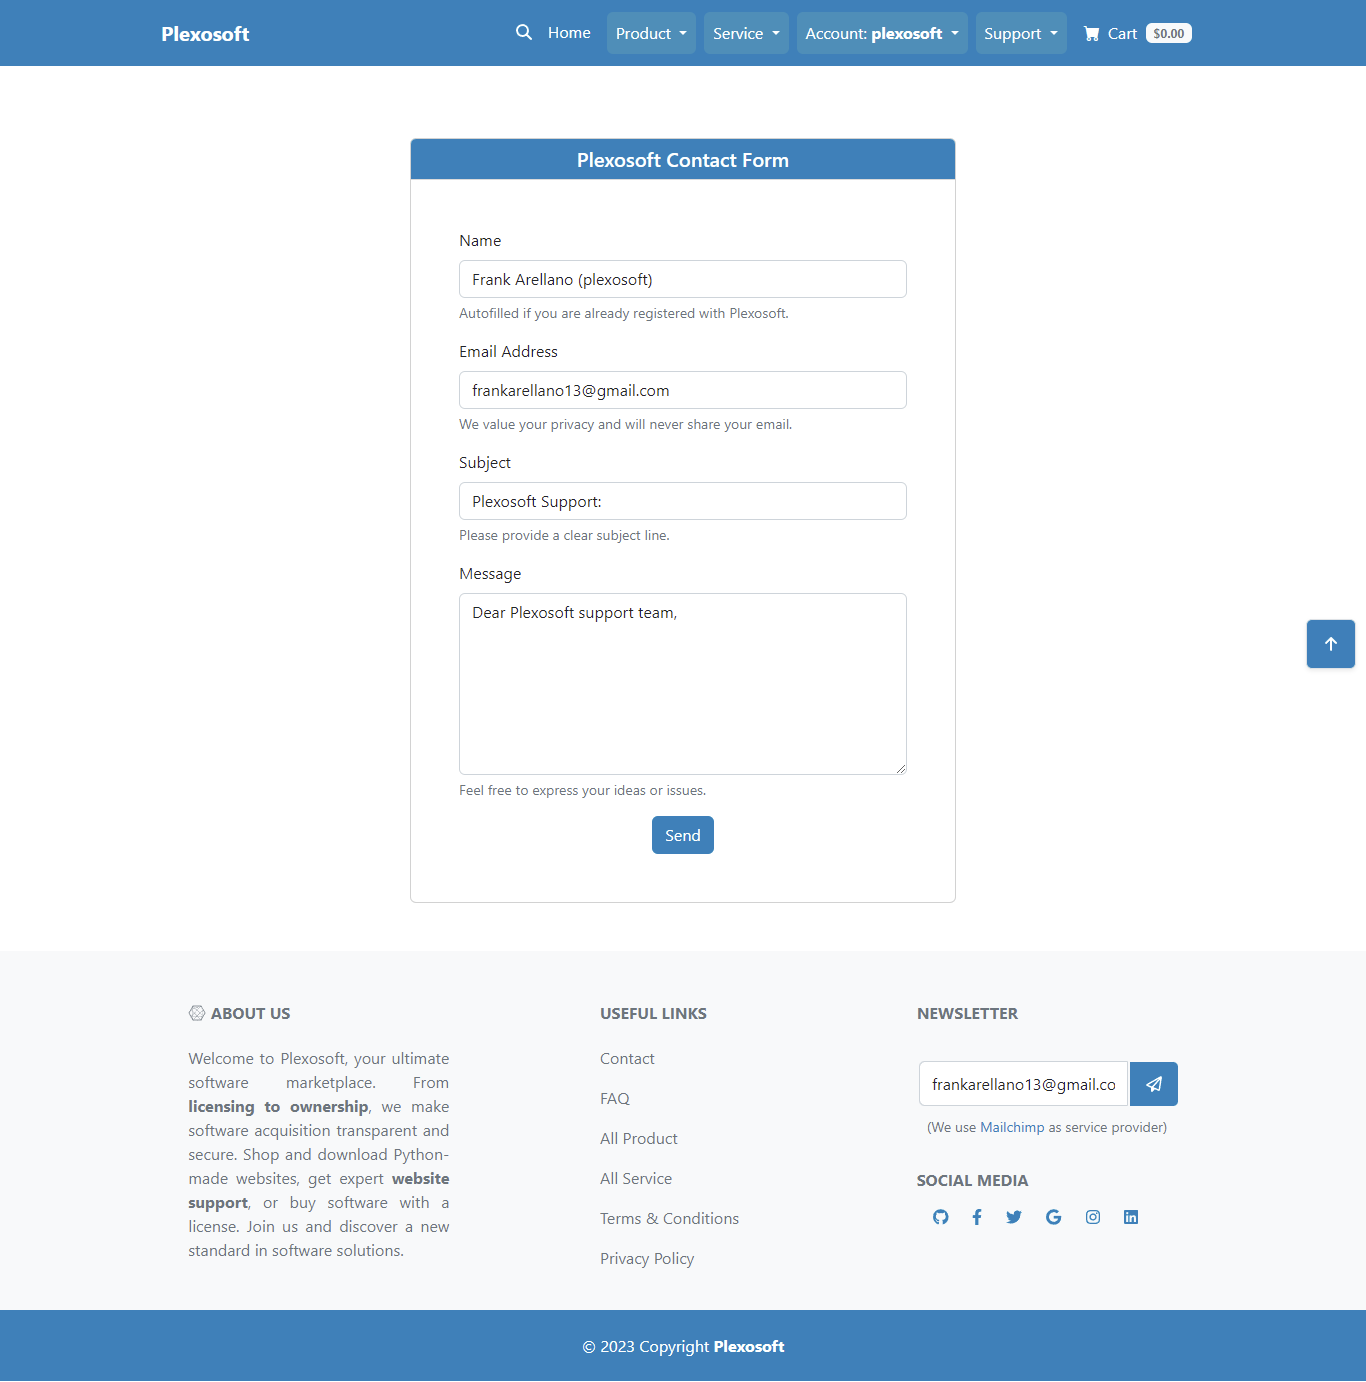 Plexosoft
Home
Product
Service
Account: plexosoft
Support
Cart
$0.00
Plexosoft Contact Form
Name
Frank Arellano (plexosoft)
Autofilled if you are already registered with Plexosoft.
Email Address
frankarellano13@gmail.com
We value your privacy and will never share your email.
Subject
Plexosoft Support:
Please provide a clear subject line.
Message
Dear Plexosoft support team,
Feel free to express your ideas or issues.
Send
ABOUT US
Welcome to Plexosoft, your ultimate
software marketplace. From
licensing to ownership, we make
software acquisition transparent and
secure. Shop and download Python-
made websites, get expert website
support, or buy software with a
license. Join us and discover a new
standard in software solutions.
USEFUL LINKS
Contact
FAQ
All Product
All Service
Terms & Conditions
Privacy Policy
NEWSLETTER
frankarellano13@gmail.co
(We use Mailchimp as service provider)
SOCIAL MEDIA
© 2023 Copyright Plexosoft